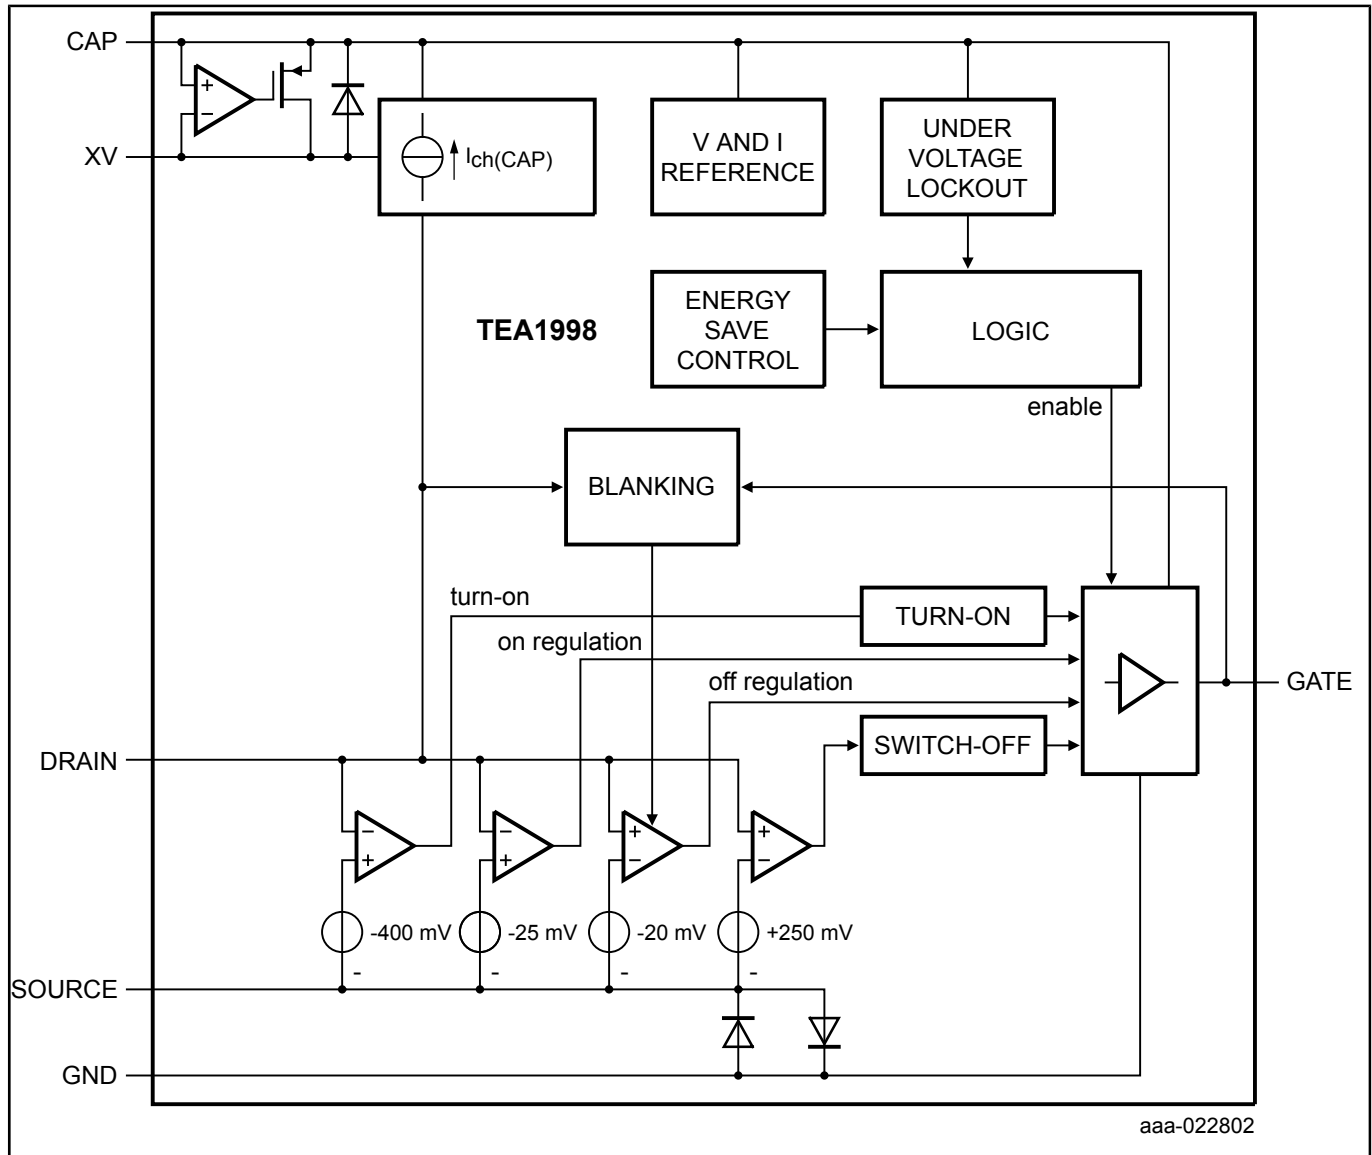 CAP
+
−
XV
Ich(CAP)
V AND I
REFERENCE
UNDER
VOLTAGE
LOCKOUT
TEA1998
ENERGY
SAVE
CONTROL
LOGIC
enable
BLANKING
turn-on
TURN-ON
on regulation
off regulation
GATE
SWITCH-OFF
DRAIN
− − + +
+ + − −
-400 mV -25 mV -20 mV +250 mV
- - - -
SOURCE
GND
aaa-022802